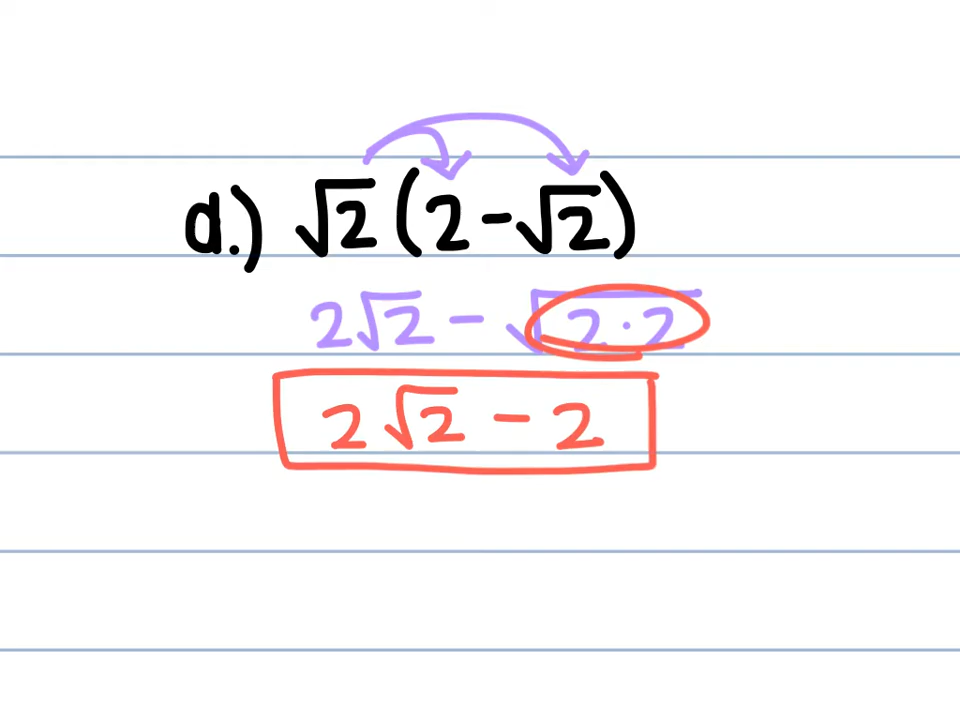 d.) √2 (2 - √2)
2√2 - √2·2
2√2 - 2